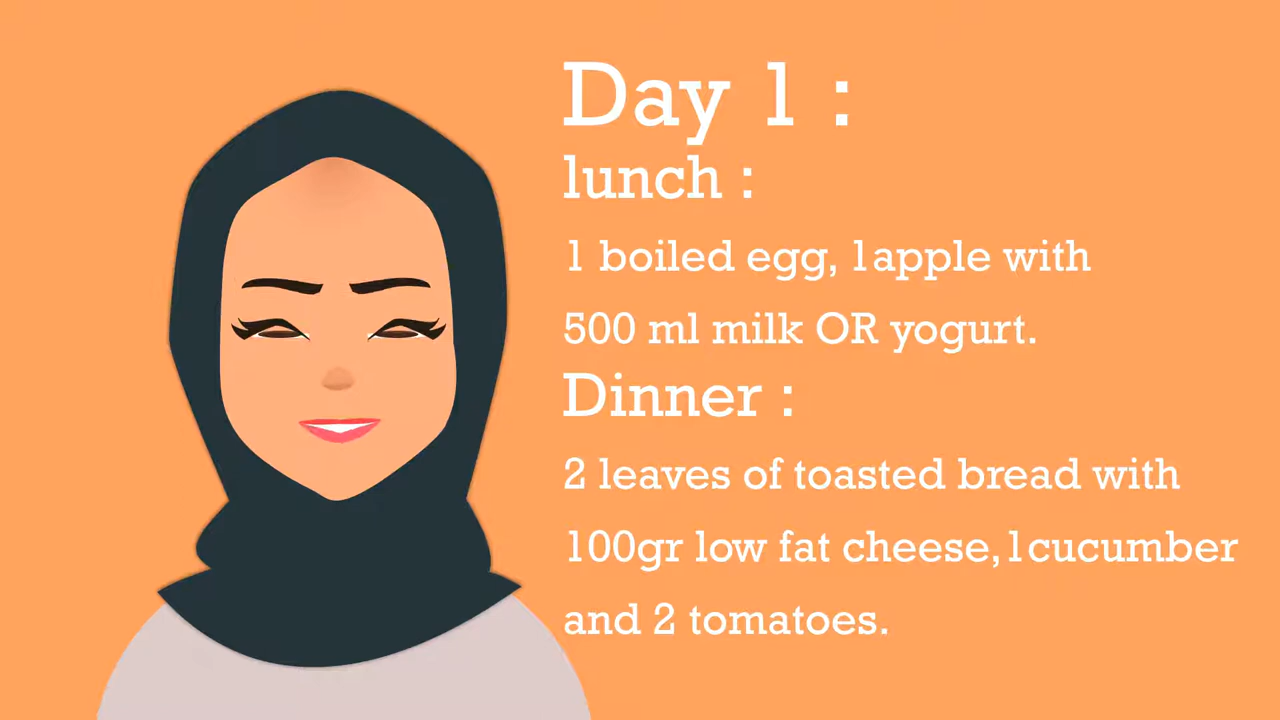 Day 1 :
lunch :
1 boiled egg, 1apple with
500 ml milk OR yogurt.
Dinner :
2 leaves of toasted bread with
100gr low fat cheese,1cucumber
and 2 tomatoes.